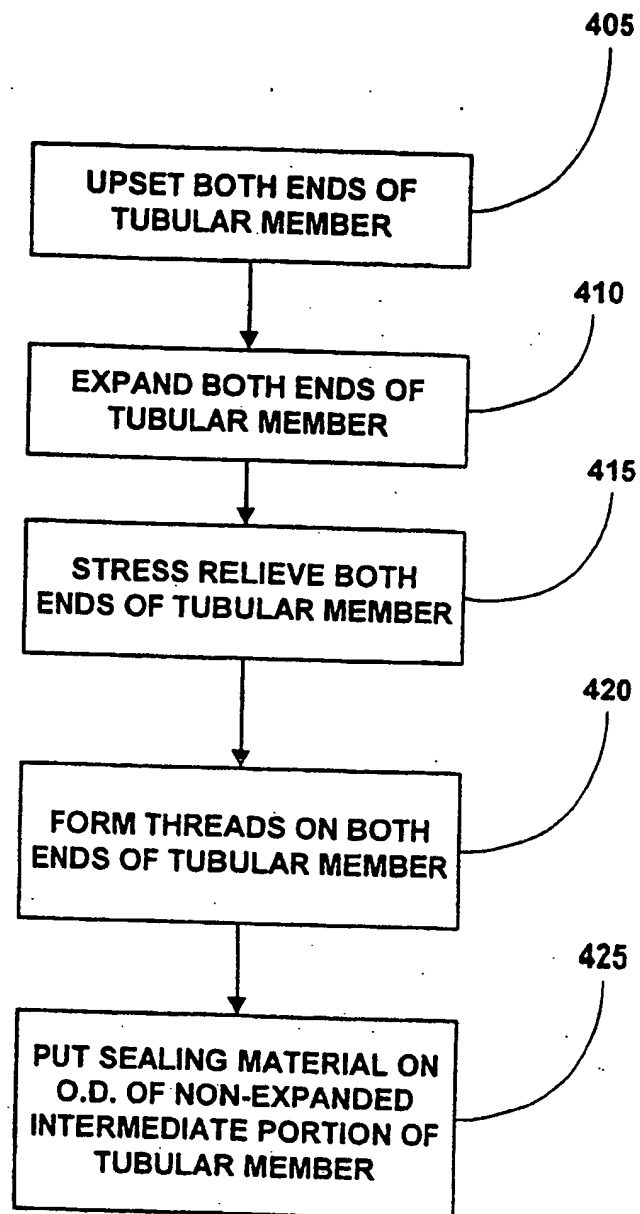 405
UPSET BOTH ENDS OF
TUBULAR MEMBER
410
EXPAND BOTH ENDS OF
TUBULAR MEMBER
415
STRESS RELIEVE BOTH
ENDS OF TUBULAR MEMBER
420
FORM THREADS ON BOTH
ENDS OF TUBULAR MEMBER
425
PUT SEALING MATERIAL ON
O.D. OF NON-EXPANDED
INTERMEDIATE PORTION OF
TUBULAR MEMBER